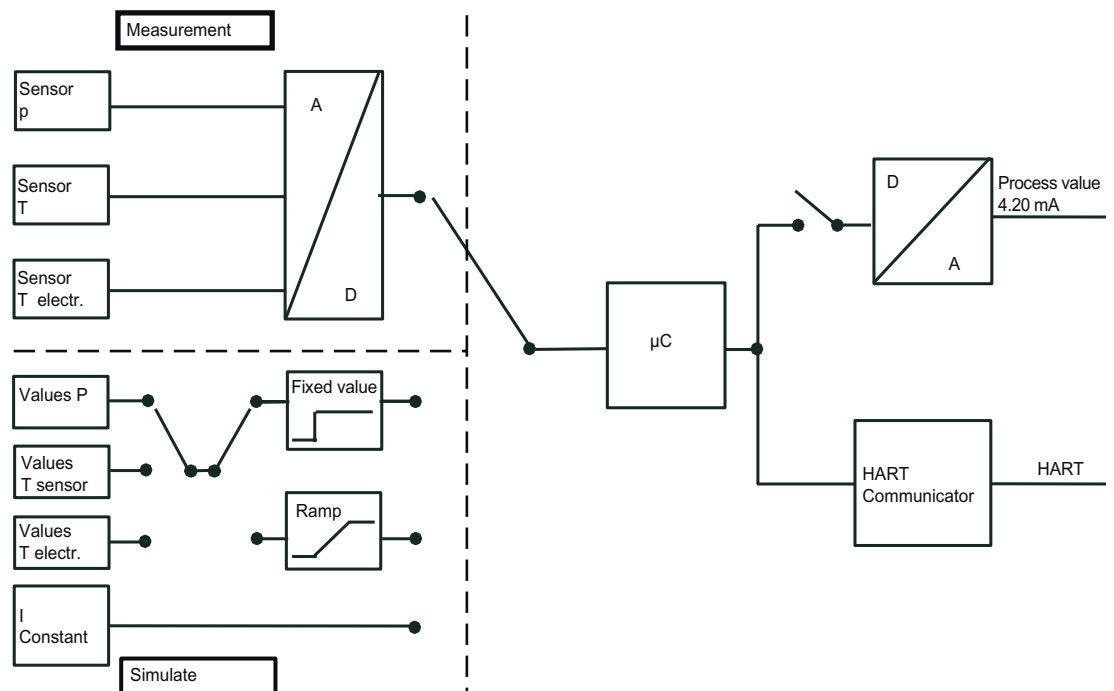 Measurement
Sensor
p
Sensor
T
Sensor
T electr.
A
D
D
A
Process value
4.20 mA
µC
HART
Communicator
HART
Values P
Values
T sensor
Values
T electr.
I
Constant
Fixed value
Ramp
Simulate